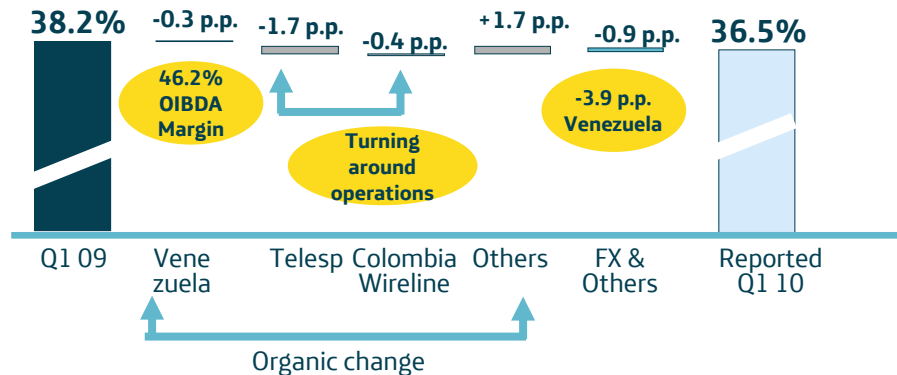 38.2%
-0.3 p.p.
-1.7 p.p.
-0.4 p.p.
+1.7 p.p.
-0.9 p.p.
36.5%
46.2%
OIBDA
Margin
Turning
around
operations
-3.9 p.p.
Venezuela
Q1 09
Vene
zuela
Telesp
Colombia
Wireline
Others
FX &
Others
Reported
Q1 10
Organic change